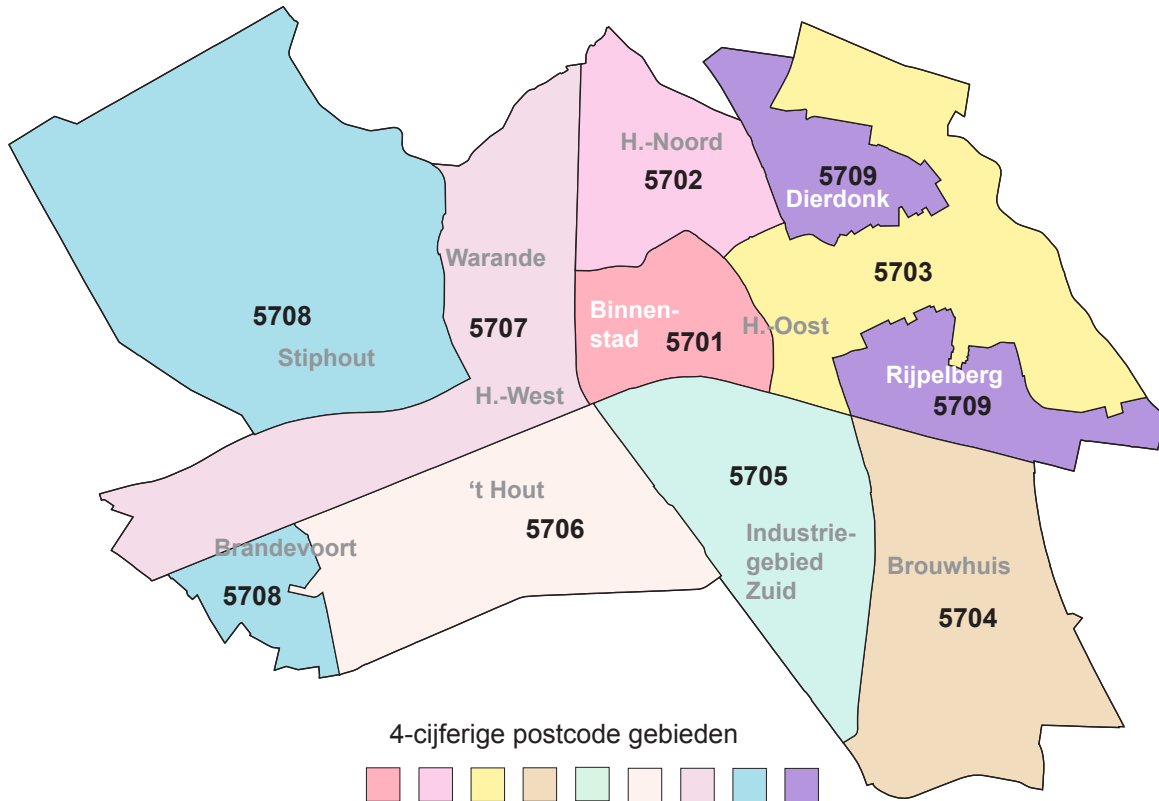 H.-Noord
5702
5709
Dierdonk
Warande
5703
5708
5707
Binnen-
stad
5701
H.-Oost
Stiphout
H.-West
Rijpelberg
5709
‘t Hout
5706
5705
Brandevoort
5708
Industrie-
gebied
Zuid
Brouwhuis
5704
4-cijferige postcode gebieden